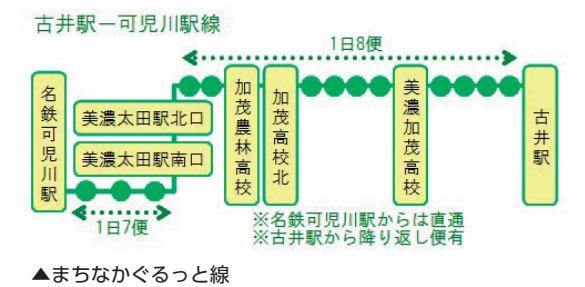 古井駅ー可児川駅線
1日8便
名鉄可児川駅
美濃太田駅北口
美濃太田駅南口
加茂農林高校
加茂高校北
美濃加茂高校
古井駅
1日7便
※名鉄可児川駅からは直通
※古井駅から降り返し便有
▲まちなかぐるっと線